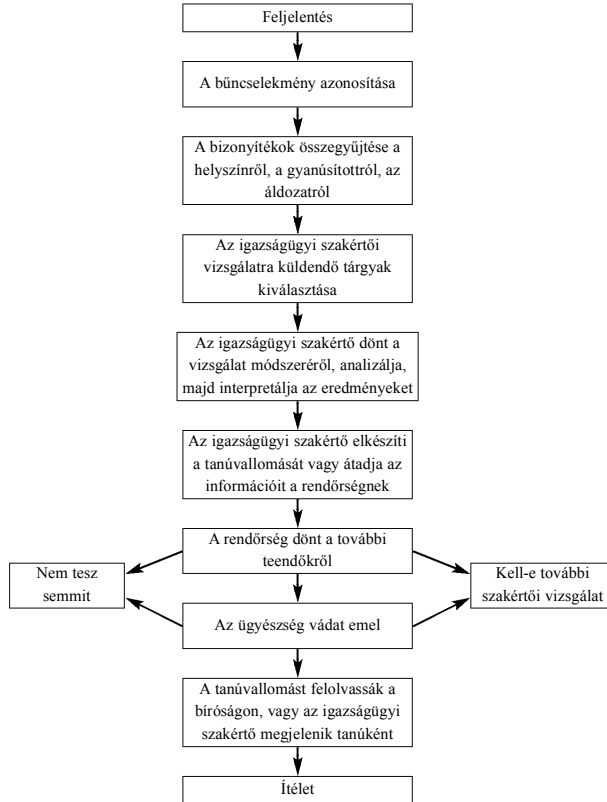 Feljelentés
A bűncselekmény azonosítása
A bizonyítékok összegyűjtése a
helyszínről, a gyanúsítottról, az
áldozatról
Az igazságügyi szakértői
vizsgálatra küldendő tárgyak
kiválasztása
Az igazságügyi szakértő dönt a
vizsgálat módszeréről, analizálja,
majd interpretálja az eredményeket
Az igazságügyi szakértő elkészíti
a tanúvallomását vagy átadja az
információit a rendőrségnek
A rendőrség dönt a további
teendőkről
Nem tesz
semmit
Kell-e további
szakértői vizsgálat
Az ügyészség vádat emel
A tanúvallomást felolvassák a
bíróságon, vagy az igazságügyi
szakértő megjelenik tanúként
Ítélet